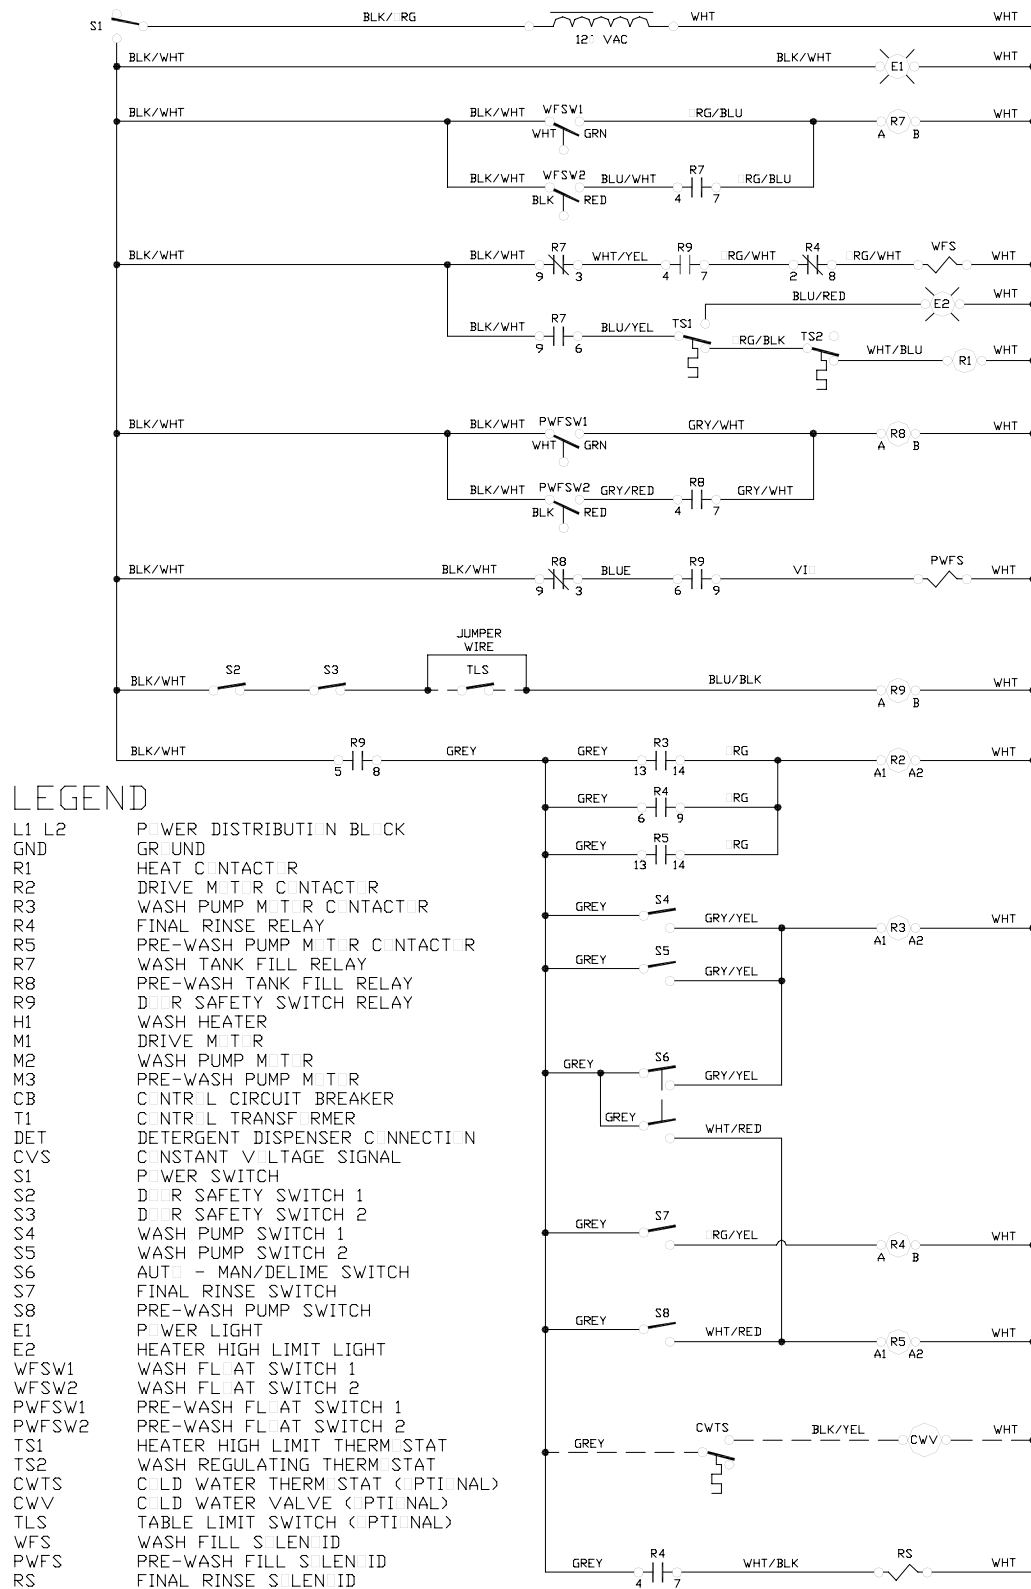 S1 BLK/ORG 120 VAC WHT WHT
BLK/WHT BLK/WHT E1 WHT
BLK/WHT BLK/WHT WFSW1 ORG/BLU R7 WHT
WHT GRN A B
BLK/WHT WFSW2 BLU/WHT R7 ORG/BLU
BLK RED 4 7
BLK/WHT BLK/WHT R7 WHT/YEL R9 ORG/WHT R4 ORG/WHT WFS WHT
9 3 4 7 2 8
BLU/RED E2 WHT
BLK/WHT R7 BLU/YEL TS1 ORG/BLK TS2 WHT/BLU R1 WHT
9 6
BLK/WHT BLK/WHT PWFSW1 GRY/WHT R8 WHT
WHT GRN A B
BLK/WHT PWFSW2 GRY/RED R8 GRY/WHT
BLK RED 4 7
BLK/WHT BLK/WHT R8 BLUE R9 VIO PWFS WHT
9 3 6 9
JUMPER
WIRE
BLK/WHT S2 S3 TLS BLU/BLK R9 WHT
A B
BLK/WHT R9 GREY GREY R3 ORG R2 WHT
5 8 13 14 A1 A2
GREY R4 ORG
6 9
GREY R5 ORG
13 14
GREY S4 GRY/YEL R3 WHT
A1 A2
GREY S5 GRY/YEL
GREY S6 GRY/YEL
GREY WHT/RED
GREY S7 ORG/YEL R4 WHT
A B
GREY S8 WHT/RED R5 WHT
A1 A2
GREY CWTS BLK/YEL CWV WHT
GREY R4 WHT/BLK RS WHT
4 7
LEGEND
L1 L2 POWER DISTRIBUTION BLOCK
GND GROUND
R1 HEAT CONTACTOR
R2 DRIVE MOTOR CONTACTOR
R3 WASH PUMP MOTOR CONTACTOR
R4 FINAL RINSE RELAY
R5 PRE-WASH PUMP MOTOR CONTACTOR
R7 WASH TANK FILL RELAY
R8 PRE-WASH TANK FILL RELAY
R9 DOOR SAFETY SWITCH RELAY
H1 WASH HEATER
M1 DRIVE MOTOR
M2 WASH PUMP MOTOR
M3 PRE-WASH PUMP MOTOR
CB CONTROL CIRCUIT BREAKER
T1 CONTROL TRANSFORMER
DET DETERGENT DISPENSER CONNECTION
CVS CONSTANT VOLTAGE SIGNAL
S1 POWER SWITCH
S2 DOOR SAFETY SWITCH 1
S3 DOOR SAFETY SWITCH 2
S4 WASH PUMP SWITCH 1
S5 WASH PUMP SWITCH 2
S6 AUTO - MAN/DELIME SWITCH
S7 FINAL RINSE SWITCH
S8 PRE-WASH PUMP SWITCH
E1 POWER LIGHT
E2 HEATER HIGH LIMIT LIGHT
WFSW1 WASH FLOAT SWITCH 1
WFSW2 WASH FLOAT SWITCH 2
PWFSW1 PRE-WASH FLOAT SWITCH 1
PWFSW2 PRE-WASH FLOAT SWITCH 2
TS1 HEATER HIGH LIMIT THERMOSTAT
TS2 WASH REGULATING THERMOSTAT
CWTS COLD WATER THERMOSTAT (OPTIONAL)
CWV COLD WATER VALVE (OPTIONAL)
TLS TABLE LIMIT SWITCH (OPTIONAL)
WFS WASH FILL SOLENOID
PWFS PRE-WASH FILL SOLENOID
RS FINAL RINSE SOLENOID